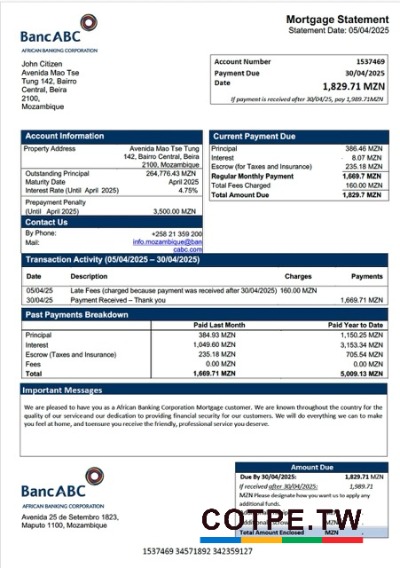 BancABC
AFRICAN BANKING CORPORATION
Mortgage Statement
Statement Date: 05/04/2025
John Citizen
Avenida Mao Tse
Tung 142, Bairro
Central, Beira
2100,
Mozambique
Account Number 1537469
Payment Due 30/04/2025
Date
1,829.71 MZN
If payment is received after 30/04/25, pay 1,989.71MZN
Account Information
Property Address Avenida Mao Tse Tung
142, Bairro Central, Beira
2100, Mozambique
Outstanding Principal 264,776.43 MZN
Maturity Date April 2025
Interest Rate (Until April 2025) 4.75%
Prepayment Penalty
(Until April 2025) 3,500.00 MZN
Current Payment Due
Principal 386.46 MZN
Interest 8.07 MZN
Escrow (for Taxes and Insurance) 235.18 MZN
Regular Monthly Payment 1,669.7 MZN
Total Fees Charged 160.00 MZN
Total Amount Due 1,829.7 MZN
Contact Us
By Phone: +258 21 359 200
Mail: info.mozambique@ban
cabc.com
Transaction Activity (05/04/2025 – 30/04/2025)
Date Description Charges Payments
05/04/25 Late Fees (charged because payment was received after 30/04/2025) 160.00 MZN
30/04/25 Payment Received – Thank you 1,669.71 MZN
Past Payments Breakdown
Paid Last Month Paid Year to Date
Principal 384.93 MZN 1,150.25 MZN
Interest 1,049.60 MZN 3,153.34 MZN
Escrow (Taxes and Insurance) 235.18 MZN 705.54 MZN
Fees 0.00 MZN 0.00 MZN
Total 1,669.71 MZN 5,009.13 MZN
Important Messages
We are pleased to have you as a African Banking Corporation Mortgage customer. We are known throughout the country for the
quality of our service and our dedication to providing financial security for our customers. We will do everything we can to make
you feel at home, and toensure you receive the friendly, professional service you deserve.
BancABC
AFRICAN BANKING CORPORATION
Avenida 25 de Setembro 1823,
Maputo 1100, Mozambique
Amount Due
Due By 30/04/2025: 1,829.71 MZN
If received after 30/04/2025: 1,989.71
MZN Please designate how you want us to apply any
additional funds.
COTPE.TW
Total Amount Enclosed MZN
1537469 34571892 342359127